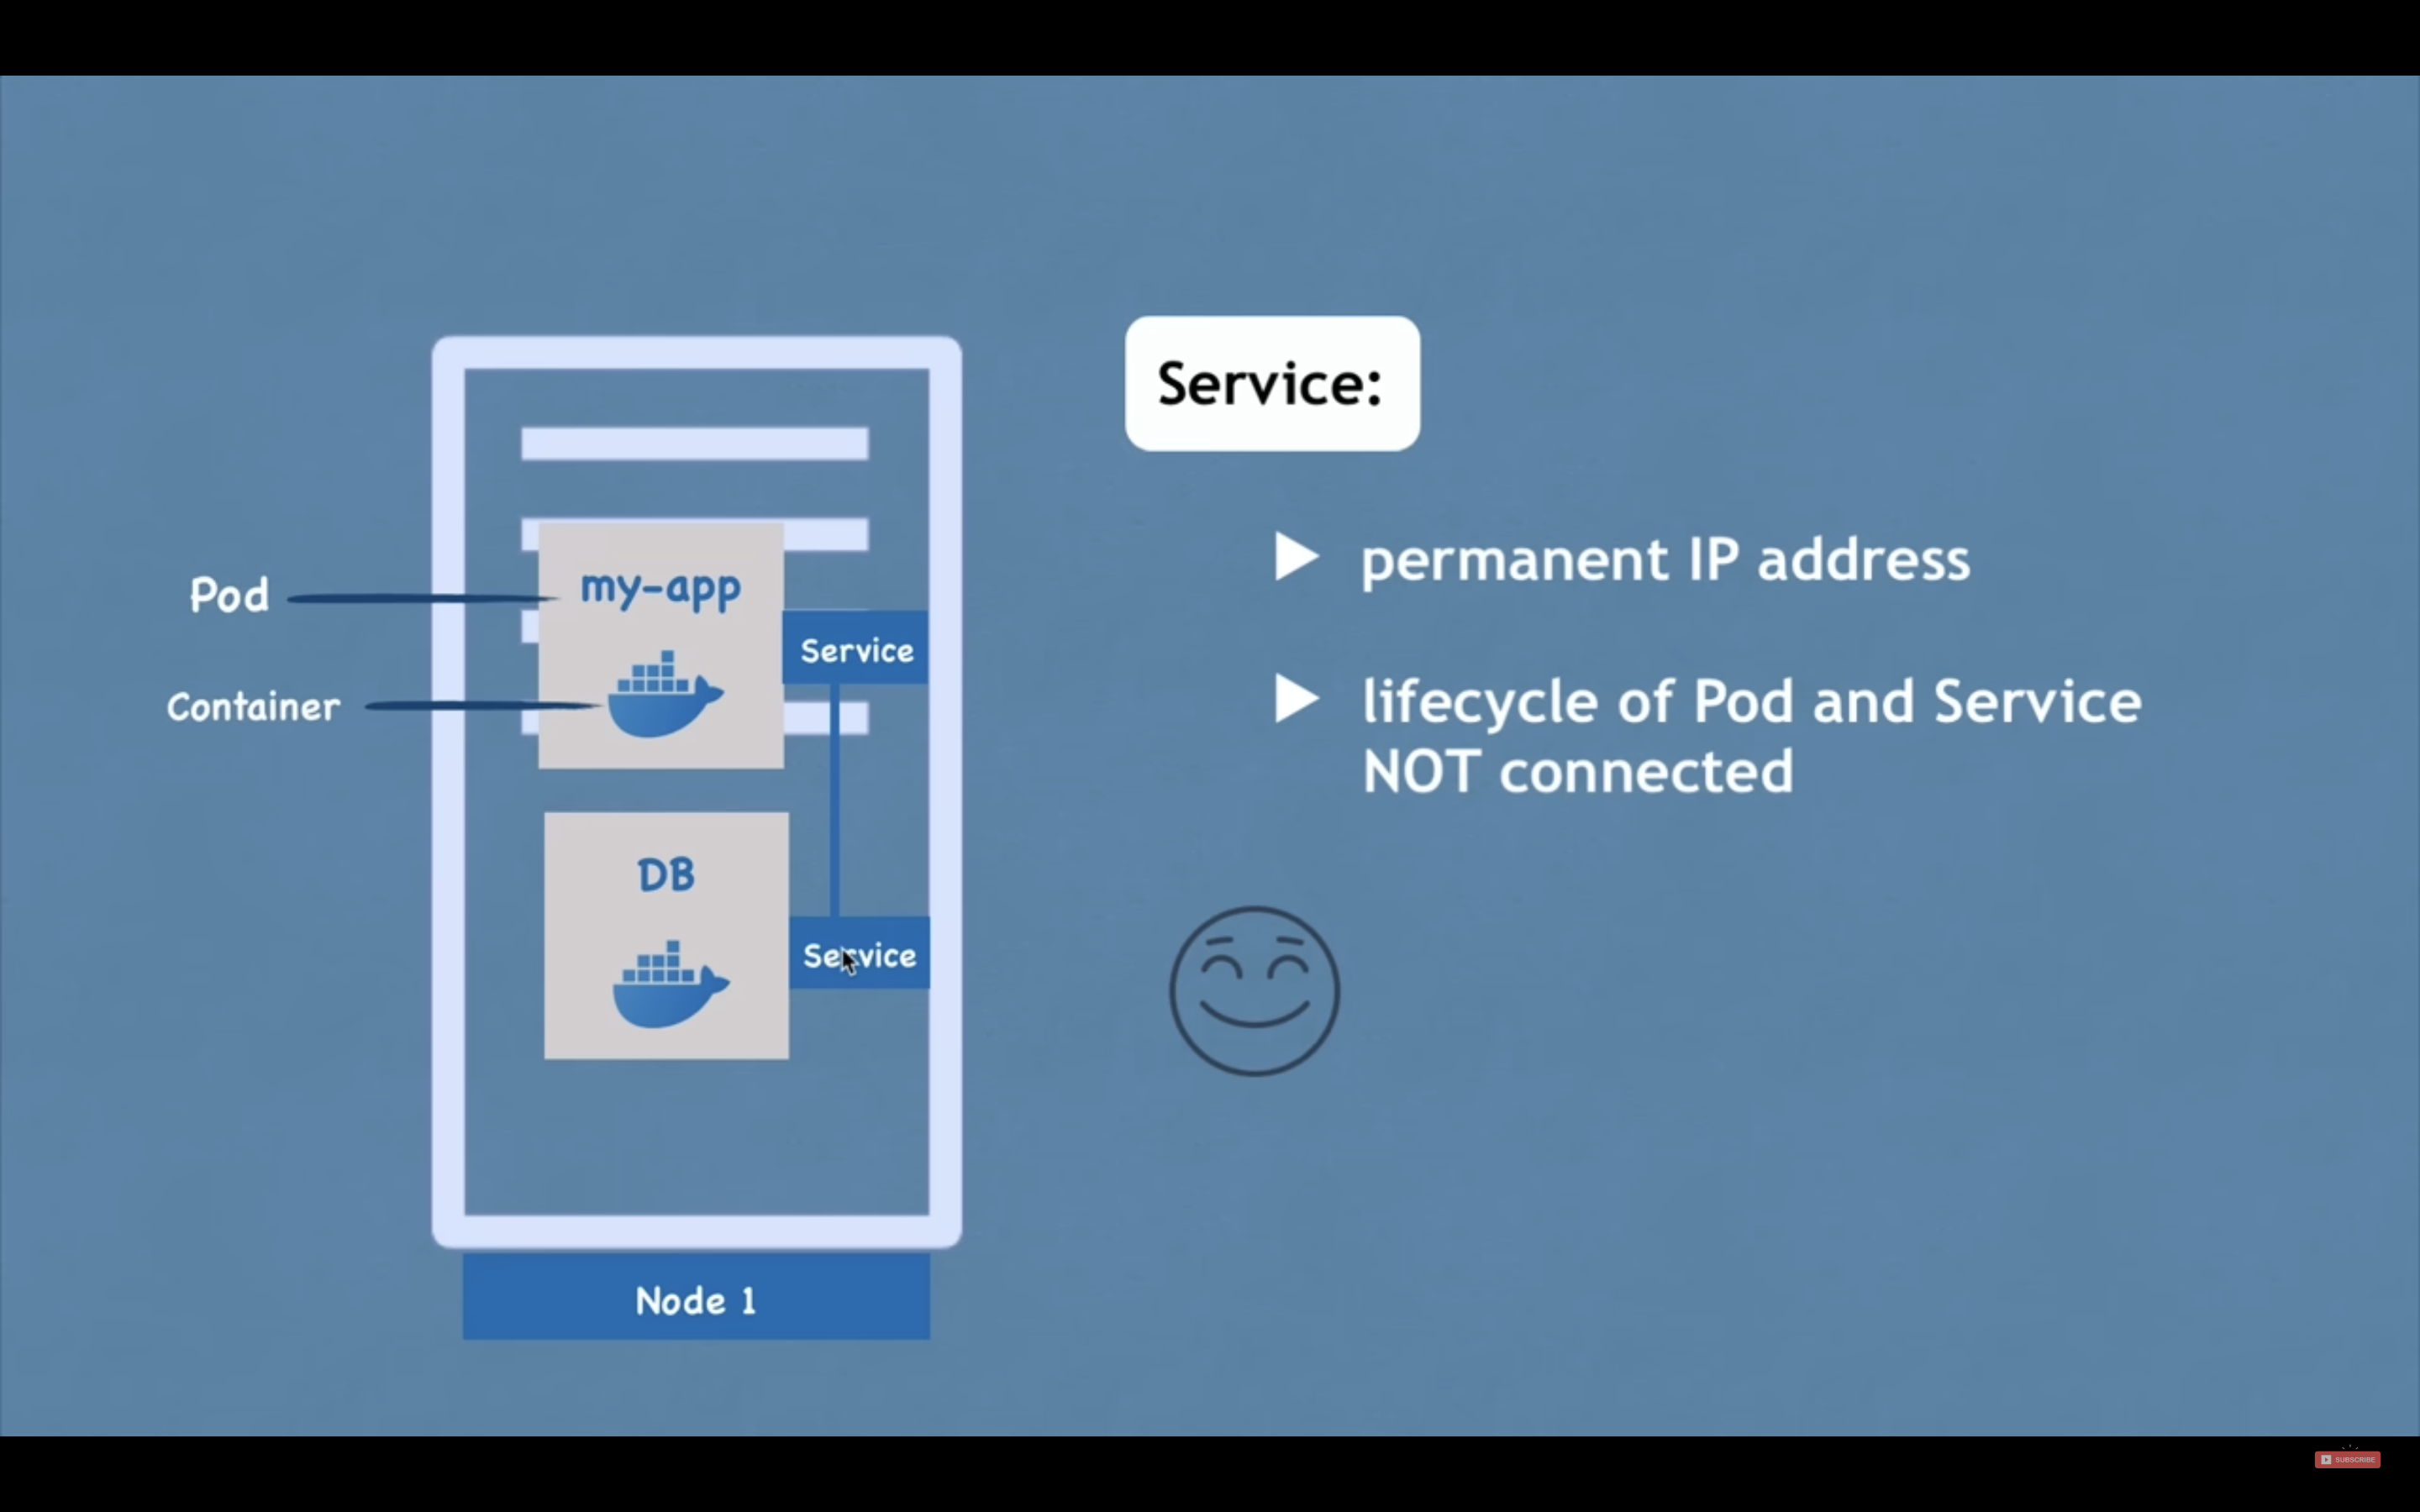 Service:
permanent IP address
lifecycle of Pod and Service
NOT connected
Pod
Container
my-app
Service
DB
Service
Node 1
SUBSCRIBE